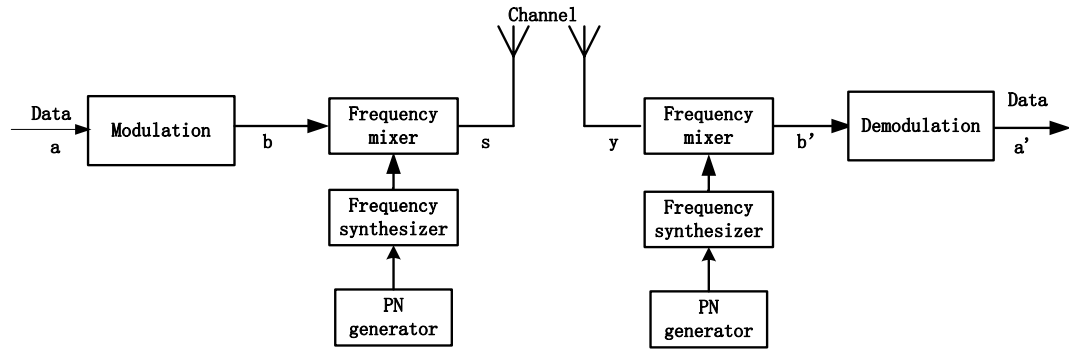 Channel
Data
a
Modulation
b
Frequency
mixer
s
y
Frequency
mixer
b'
Demodulation
Data
a'
Frequency
synthesizer
Frequency
synthesizer
PN
generator
PN
generator